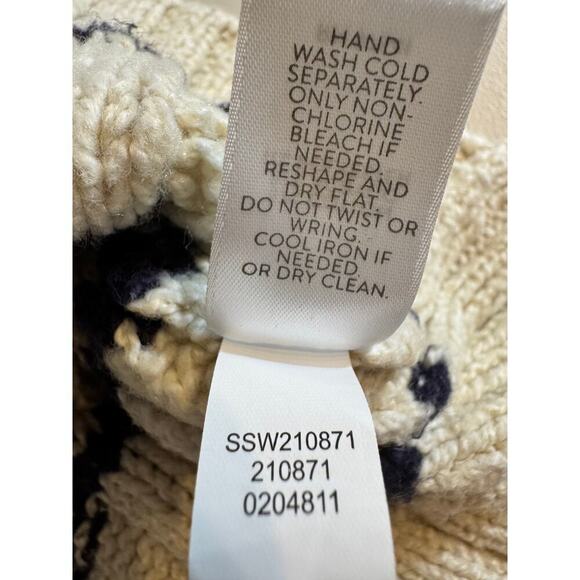 HAND
WASH COLD
SEPARATELY.
ONLY NON-
CHLORINE
BLEACH IF
NEEDED.
RESHAPE AND
DRY FLAT.
DO NOT TWIST OR
WRING.
COOL IRON IF
NEEDED.
OR DRY CLEAN.
SSW210871
210871
0204811